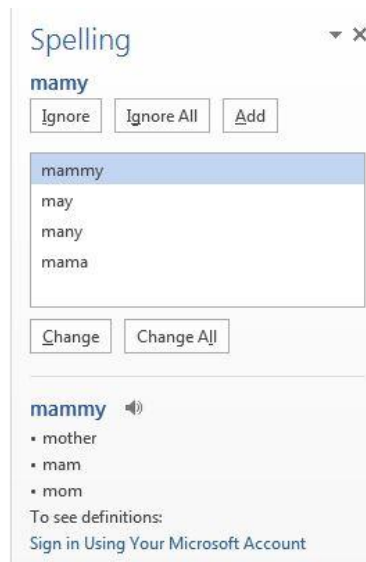 Spelling
mamy
Ignore Ignore All Add
mammy
may
many
mama
Change Change All
mammy
• mother
• mam
• mom
To see definitions:
Sign in Using Your Microsoft Account